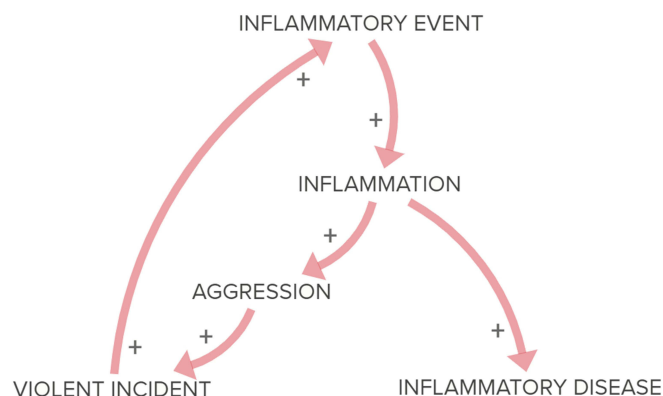 INFLAMMATORY EVENT
+
+
INFLAMMATION
+
AGGRESSION
+
+
+
VIOLENT INCIDENT
INFLAMMATORY DISEASE